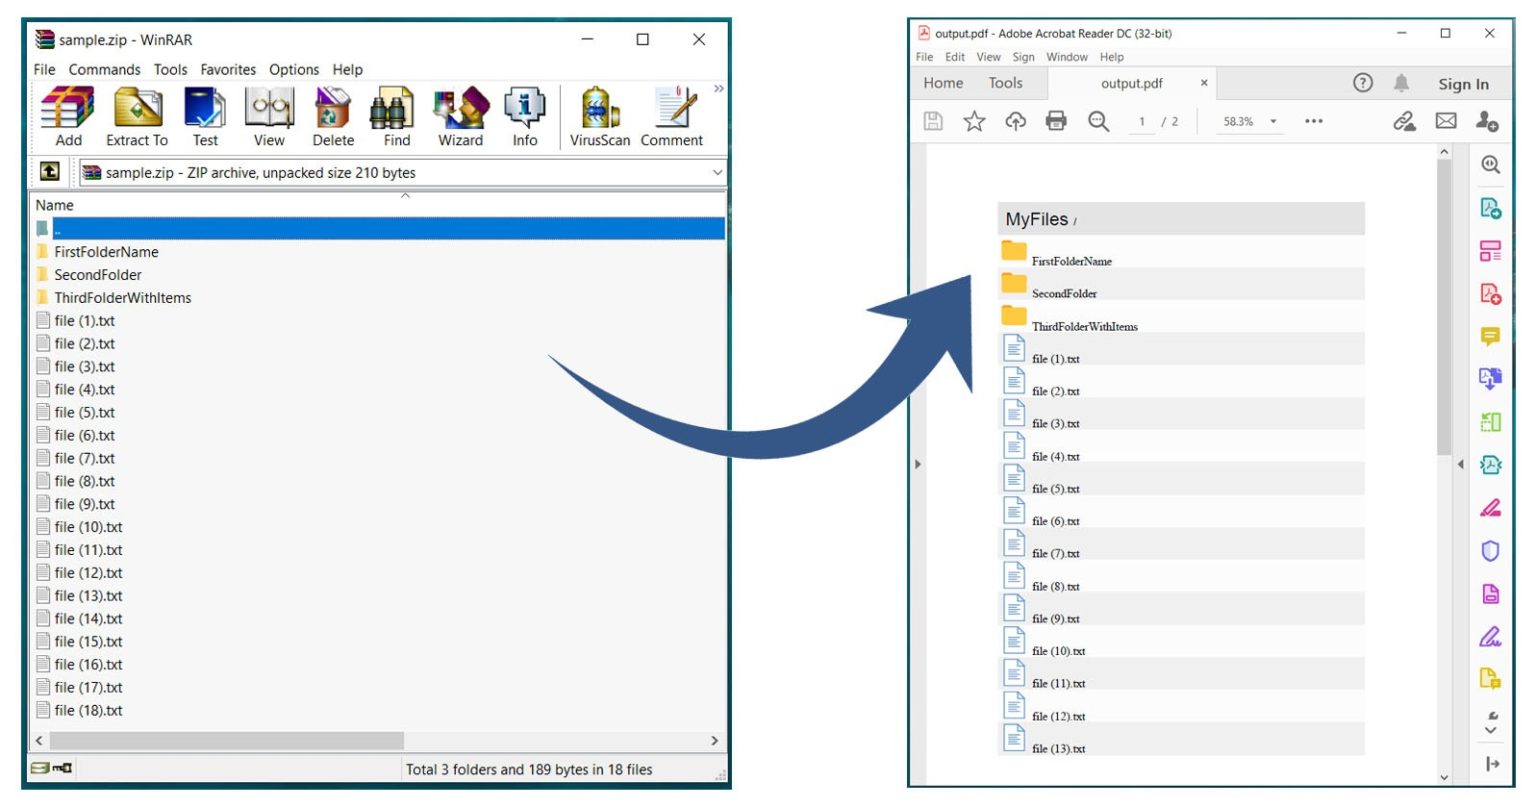 sample.zip - WinRAR
File Commands Tools Favorites Options Help
Add Extract To Test View Delete Find Wizard Info VirusScan Comment
sample.zip - ZIP archive, unpacked size 210 bytes
Name
..
FirstFolderName
SecondFolder
ThirdFolderWithItems
file (1).txt
file (2).txt
file (3).txt
file (4).txt
file (5).txt
file (6).txt
file (7).txt
file (8).txt
file (9).txt
file (10).txt
file (11).txt
file (12).txt
file (13).txt
file (14).txt
file (15).txt
file (16).txt
file (17).txt
file (18).txt
Total 3 folders and 189 bytes in 18 files
output.pdf - Adobe Acrobat Reader DC (32-bit)
File Edit View Sign Window Help
Home Tools output.pdf × Sign In
1 / 2 58.3%
MyFiles /
FirstFolderName
SecondFolder
ThirdFolderWithItems
file (1).txt
file (2).txt
file (3).txt
file (4).txt
file (5).txt
file (6).txt
file (7).txt
file (8).txt
file (9).txt
file (10).txt
file (11).txt
file (12).txt
file (13).txt